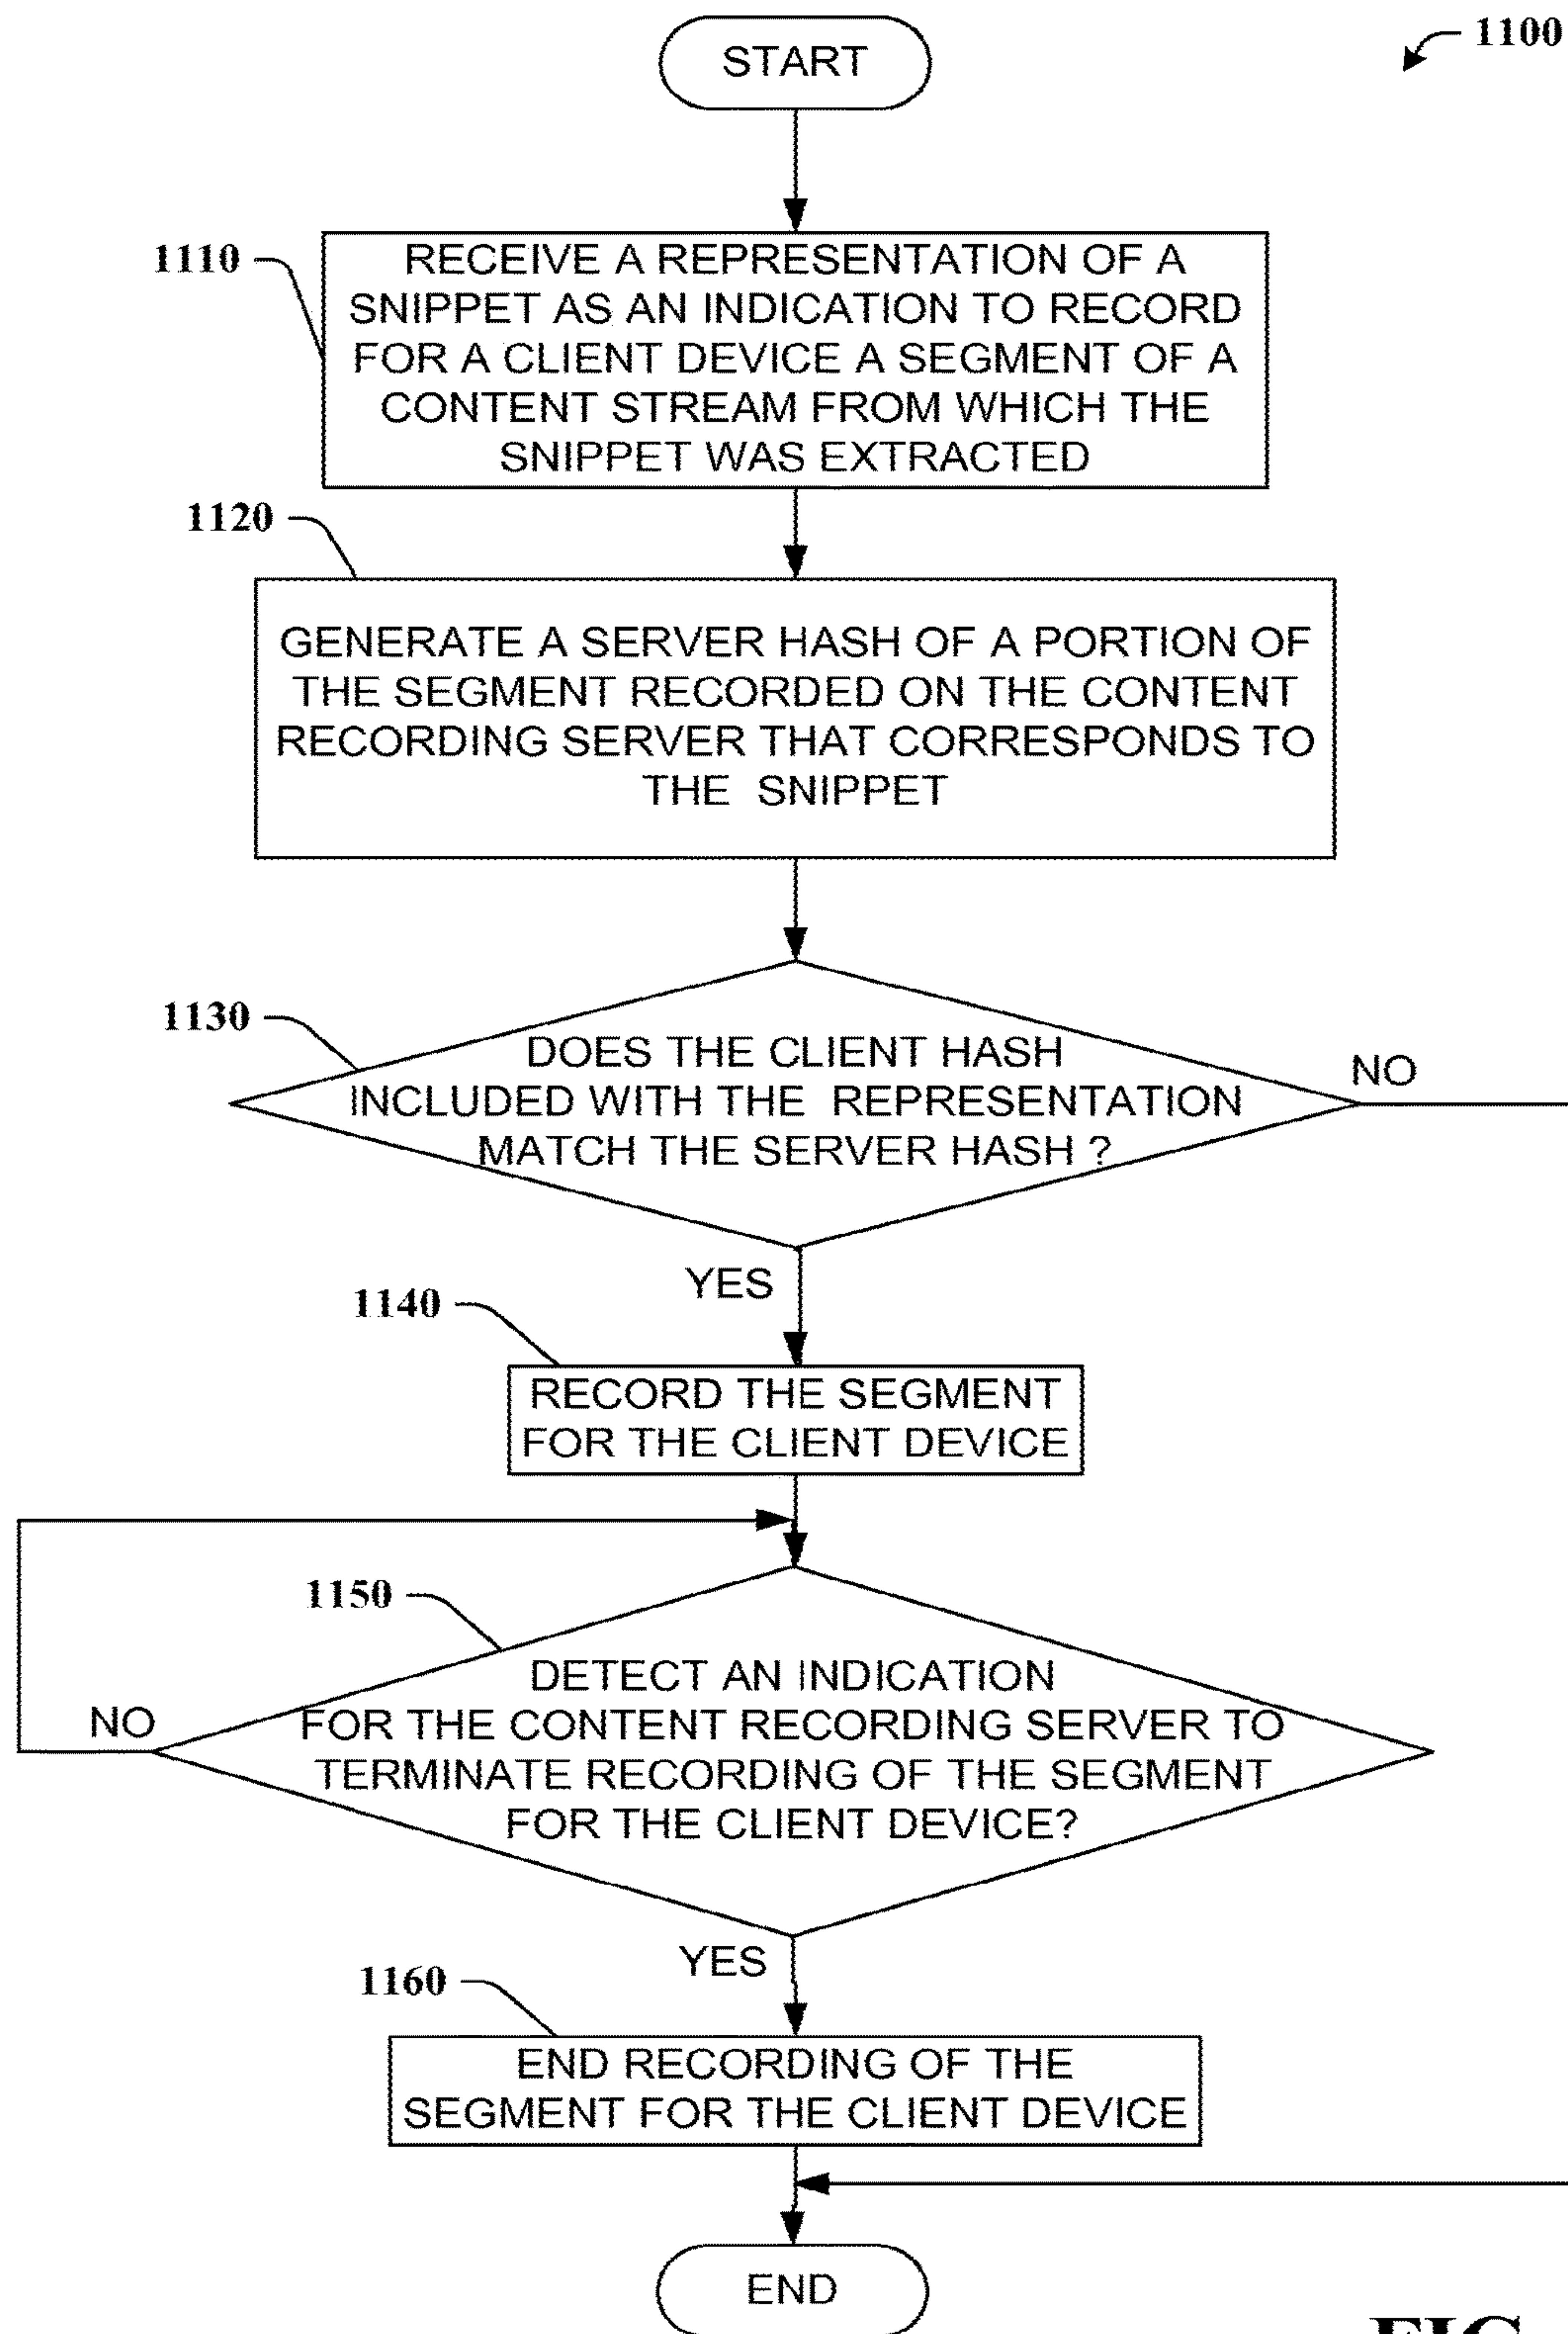 START
1100
1110
RECEIVE A REPRESENTATION OF A
SNIPPET AS AN INDICATION TO RECORD
FOR A CLIENT DEVICE A SEGMENT OF A
CONTENT STREAM FROM WHICH THE
SNIPPET WAS EXTRACTED
1120
GENERATE A SERVER HASH OF A PORTION OF
THE SEGMENT RECORDED ON THE CONTENT
RECORDING SERVER THAT CORRESPONDS TO
THE SNIPPET
1130
DOES THE CLIENT HASH
INCLUDED WITH THE REPRESENTATION
MATCH THE SERVER HASH ?
NO
YES
1140
RECORD THE SEGMENT
FOR THE CLIENT DEVICE
1150
DETECT AN INDICATION
FOR THE CONTENT RECORDING SERVER TO
TERMINATE RECORDING OF THE SEGMENT
FOR THE CLIENT DEVICE?
NO
YES
1160
END RECORDING OF THE
SEGMENT FOR THE CLIENT DEVICE
END